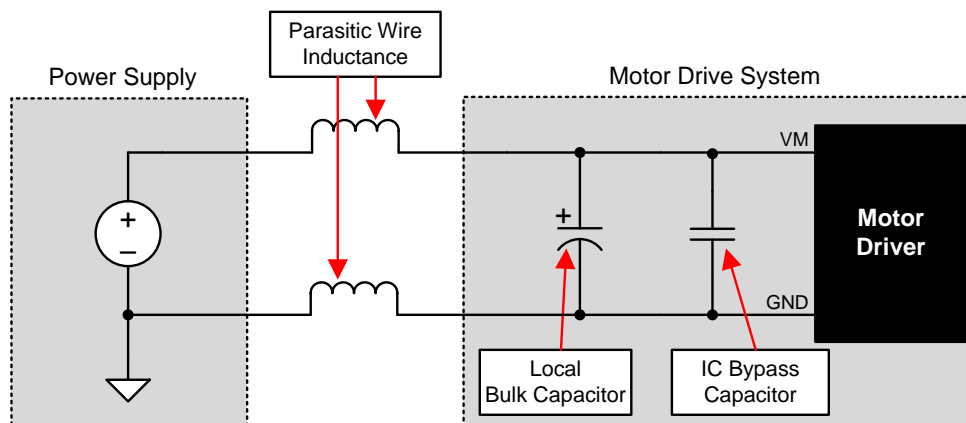 Parasitic Wire
Inductance
Power Supply
Motor Drive System
VM
+
−
+
Motor
Driver
GND
Local
Bulk Capacitor
IC Bypass
Capacitor